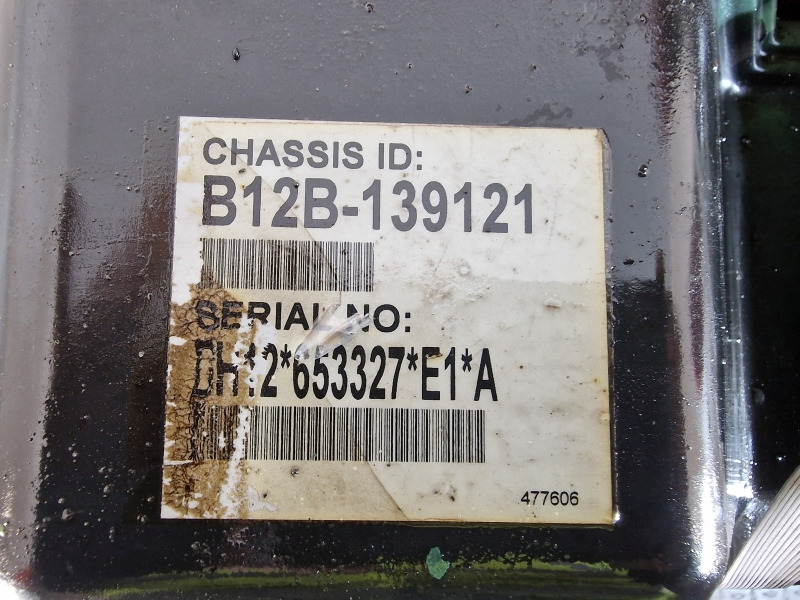 CHASSIS ID:
B12B-139121
SERIAL NO:
DH12*653327*E1*A
477606